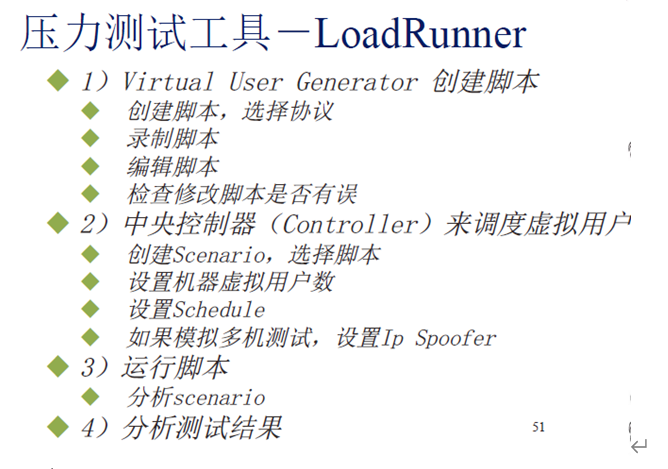 压力测试工具－LoadRunner
1）Virtual User Generator 创建脚本
创建脚本，选择协议
录制脚本
编辑脚本
检查修改脚本是否有误
2）中央控制器（Controller）来调度虚拟用户
创建Scenario，选择脚本
设置机器虚拟用户数
设置Schedule
如果模拟多机测试，设置Ip Spoofer
3）运行脚本
分析scenario
4）分析测试结果
51